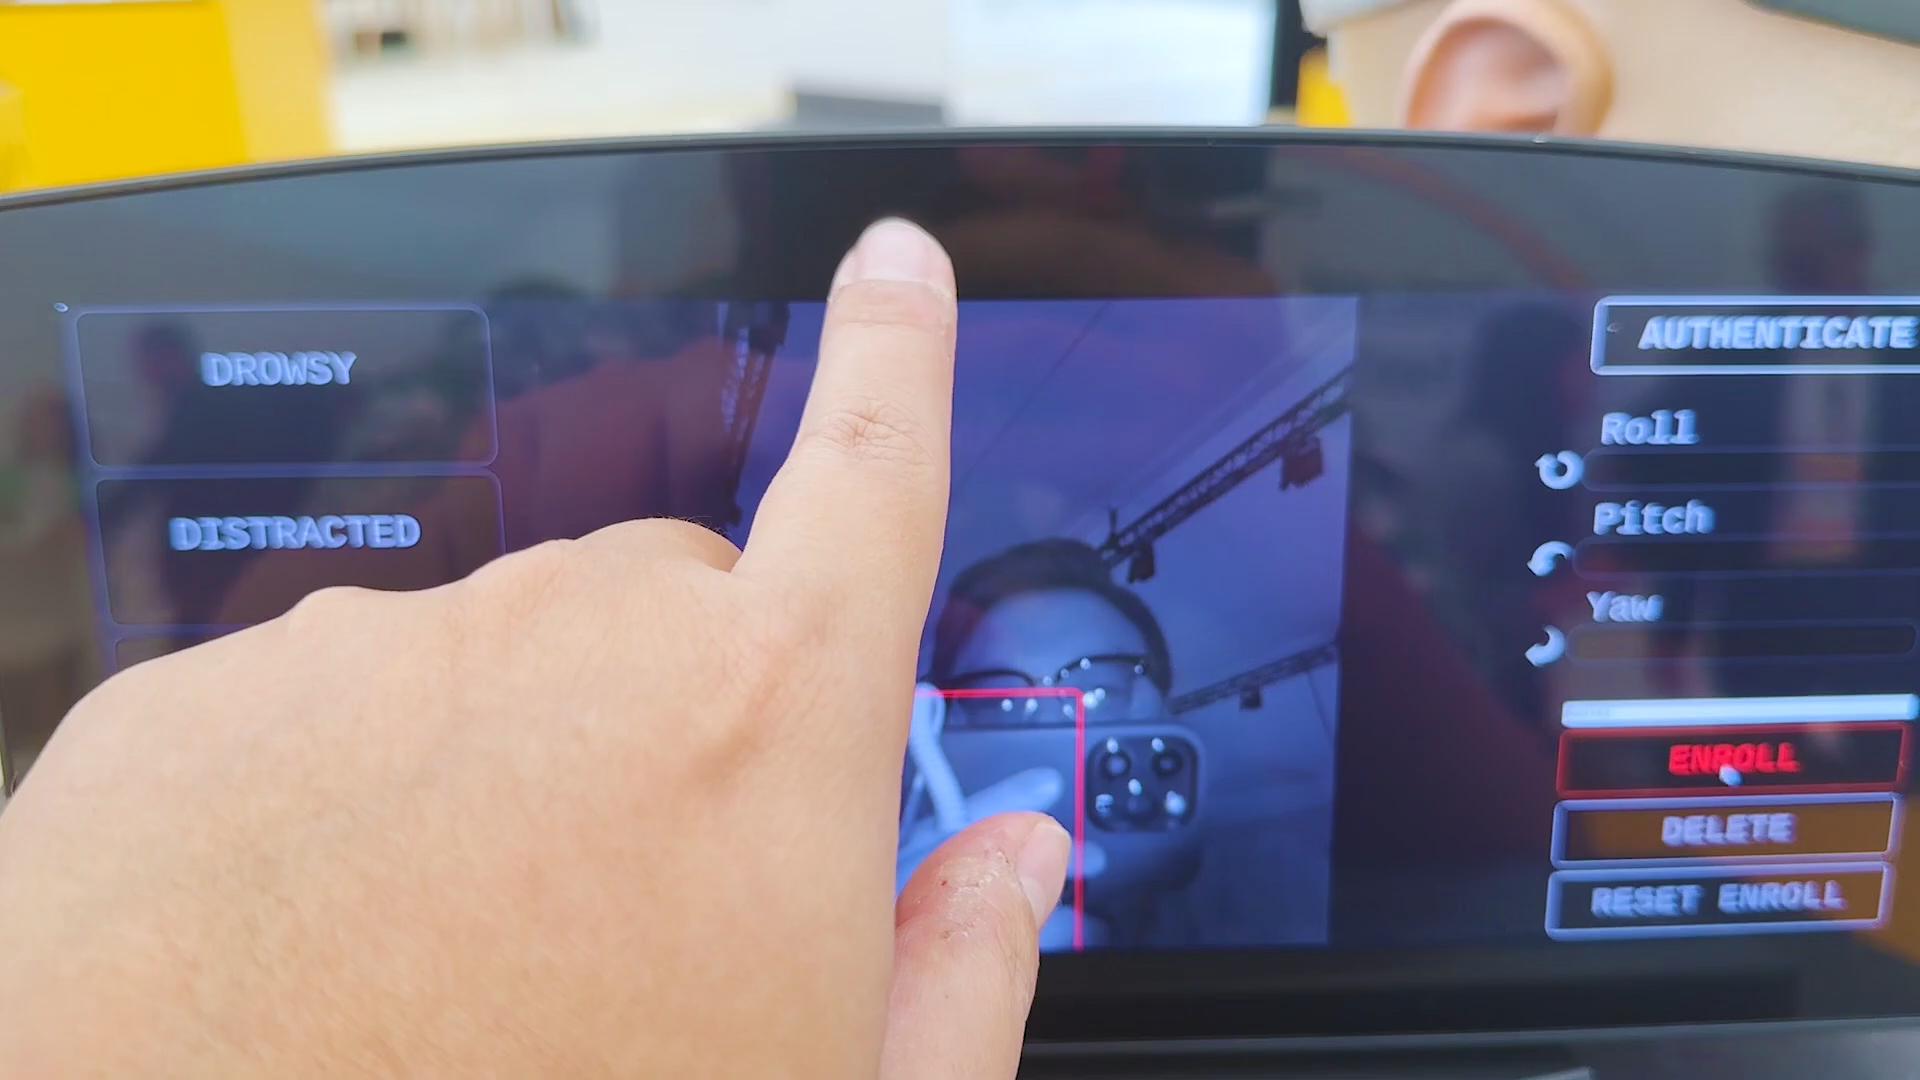 DROWSY
DISTRACTED
AUTHENTICATE
Roll
Pitch
Yaw
ENROLL
DELETE
RESET ENROLL